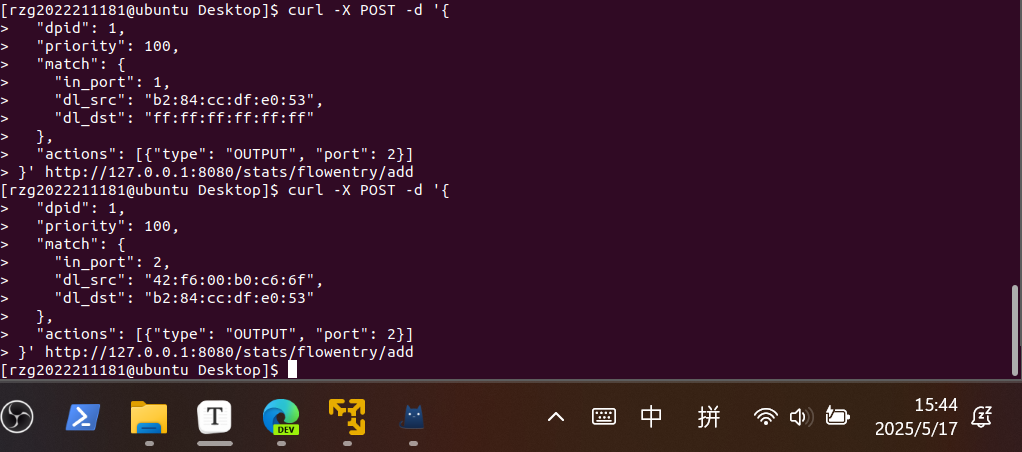 [rzg2022211181@ubuntu Desktop]$ curl -X POST -d '{
>   "dpid": 1,
>   "priority": 100,
>   "match": {
>     "in_port": 1,
>     "dl_src": "b2:84:cc:df:e0:53",
>     "dl_dst": "ff:ff:ff:ff:ff:ff"
>   },
>   "actions": [{"type": "OUTPUT", "port": 2}]
> }' http://127.0.0.1:8080/stats/flowentry/add
[rzg2022211181@ubuntu Desktop]$ curl -X POST -d '{
>   "dpid": 1,
>   "priority": 100,
>   "match": {
>     "in_port": 2,
>     "dl_src": "42:f6:00:b0:c6:6f",
>     "dl_dst": "b2:84:cc:df:e0:53"
>   },
>   "actions": [{"type": "OUTPUT", "port": 2}]
> }' http://127.0.0.1:8080/stats/flowentry/add
[rzg2022211181@ubuntu Desktop]$
T
DEV
中
拼
15:44
2025/5/17